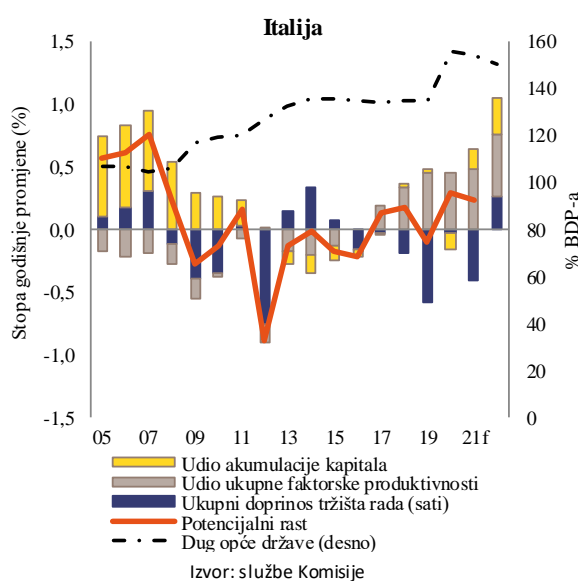 Italija
1,5
1,0
0,5
0,0
-0,5
-1,0
-1,5
Stopa godišnje promjene (%)
160
140
120
100
80
60
40
20
0
% BDP-a
05 07 09 11 13 15 17 19 21f
Udio akumulacije kapitala
Udio ukupne faktorske produktivnosti
Ukupni doprinos tržišta rada (sati)
Potencijalni rast
Dug opće države (desno)
Izvor: službe Komisije